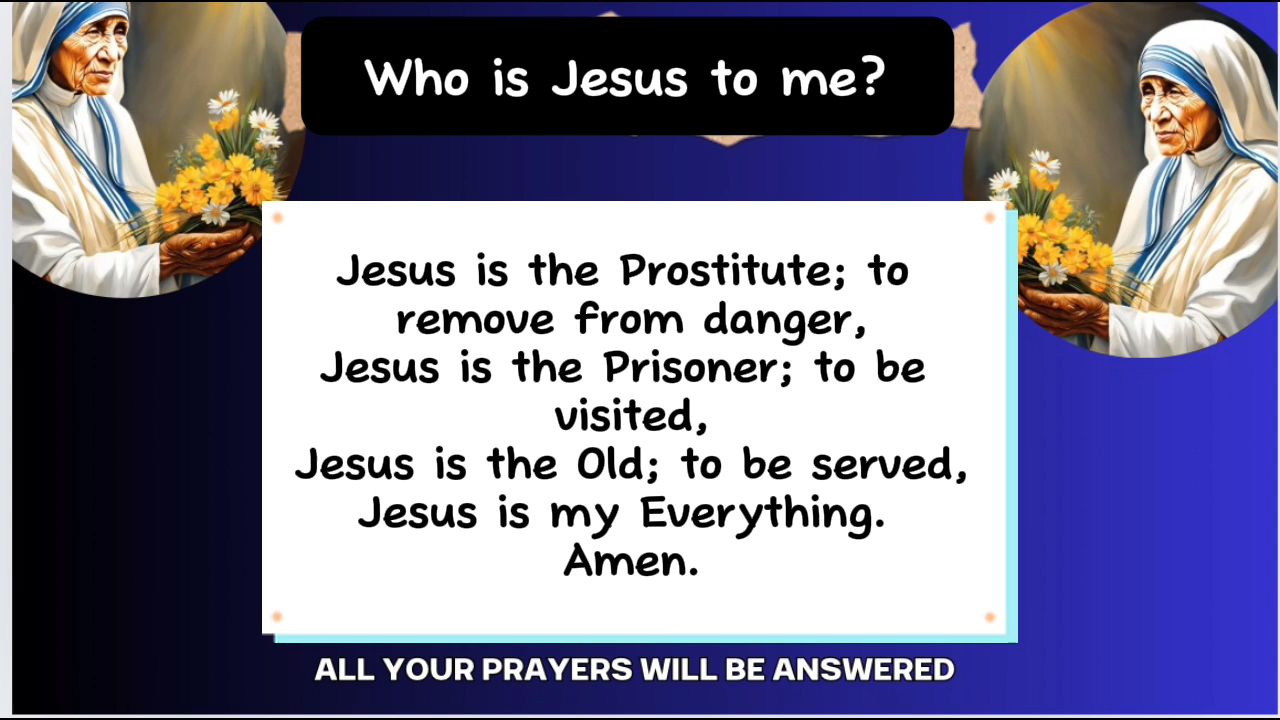 Who is Jesus to me?
Jesus is the Prostitute; to
remove from danger,
Jesus is the Prisoner; to be
visited,
Jesus is the Old; to be served,
Jesus is my Everything.
Amen.
ALL YOUR PRAYERS WILL BE ANSWERED